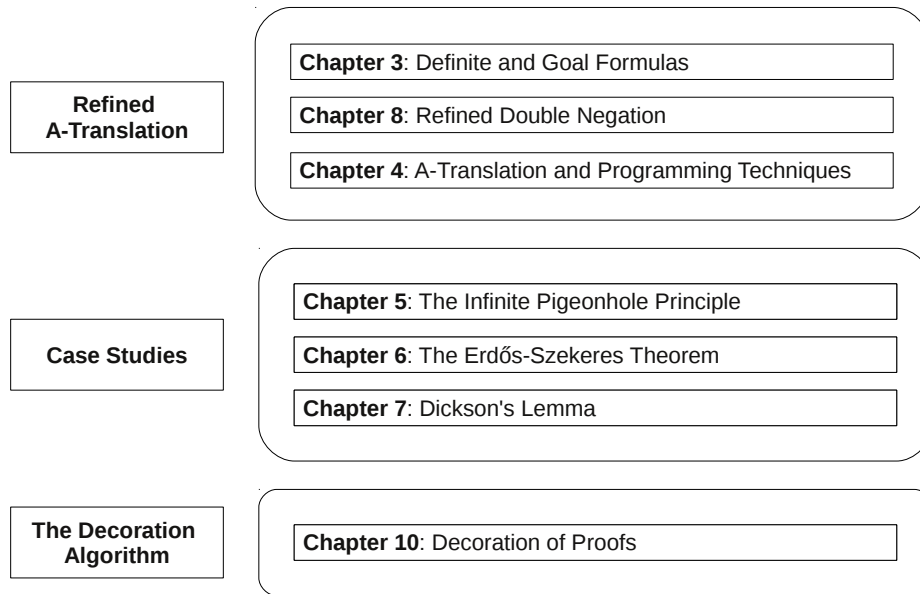 Refined
A-Translation
Chapter 3: Definite and Goal Formulas
Chapter 8: Refined Double Negation
Chapter 4: A-Translation and Programming Techniques
Case Studies
Chapter 5: The Infinite Pigeonhole Principle
Chapter 6: The Erdős-Szekeres Theorem
Chapter 7: Dickson's Lemma
The Decoration
Algorithm
Chapter 10: Decoration of Proofs